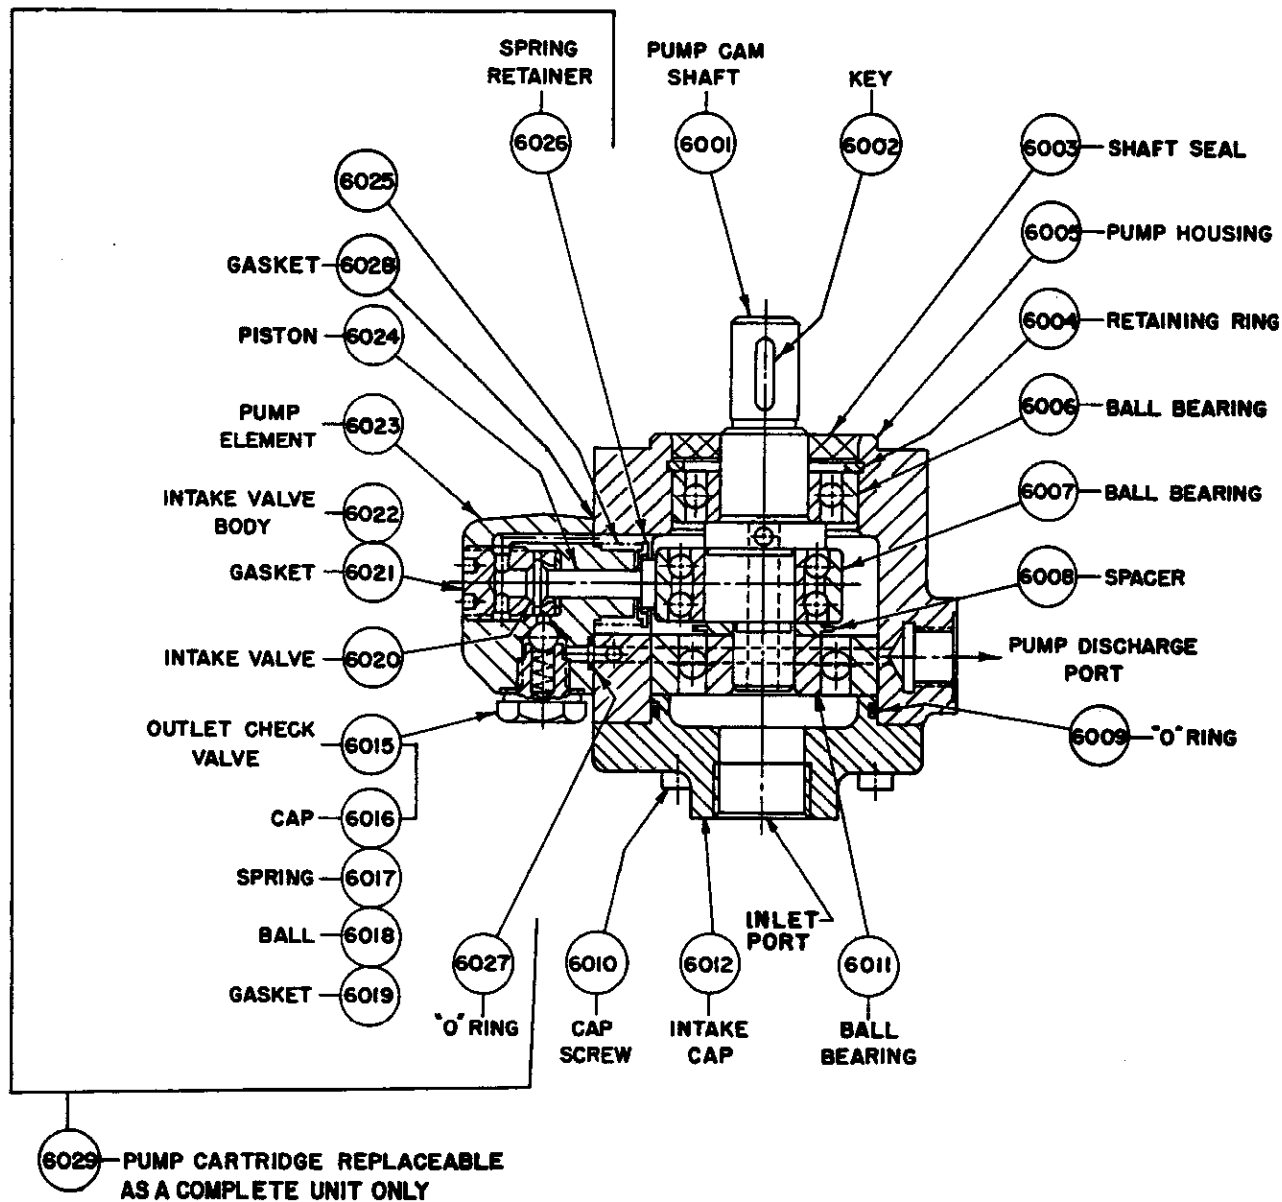 SPRING
RETAINER
6026
PUMP CAM
SHAFT
6001
KEY
6002
6003 SHAFT SEAL
6005 PUMP HOUSING
6004 RETAINING RING
6006 BALL BEARING
6007 BALL BEARING
6008 SPACER
PUMP DISCHARGE
PORT
6009 "O" RING
6025
GASKET 6028
PISTON 6024
PUMP
ELEMENT
6023
INTAKE VALVE
BODY
6022
GASKET 6021
INTAKE VALVE 6020
OUTLET CHECK
VALVE
6015
CAP 6016
SPRING 6017
BALL 6018
GASKET 6019
6027
"O" RING
6010
CAP
SCREW
6012
INTAKE
CAP
INLET
PORT
6011
BALL
BEARING
6029 PUMP CARTRIDGE REPLACEABLE
AS A COMPLETE UNIT ONLY